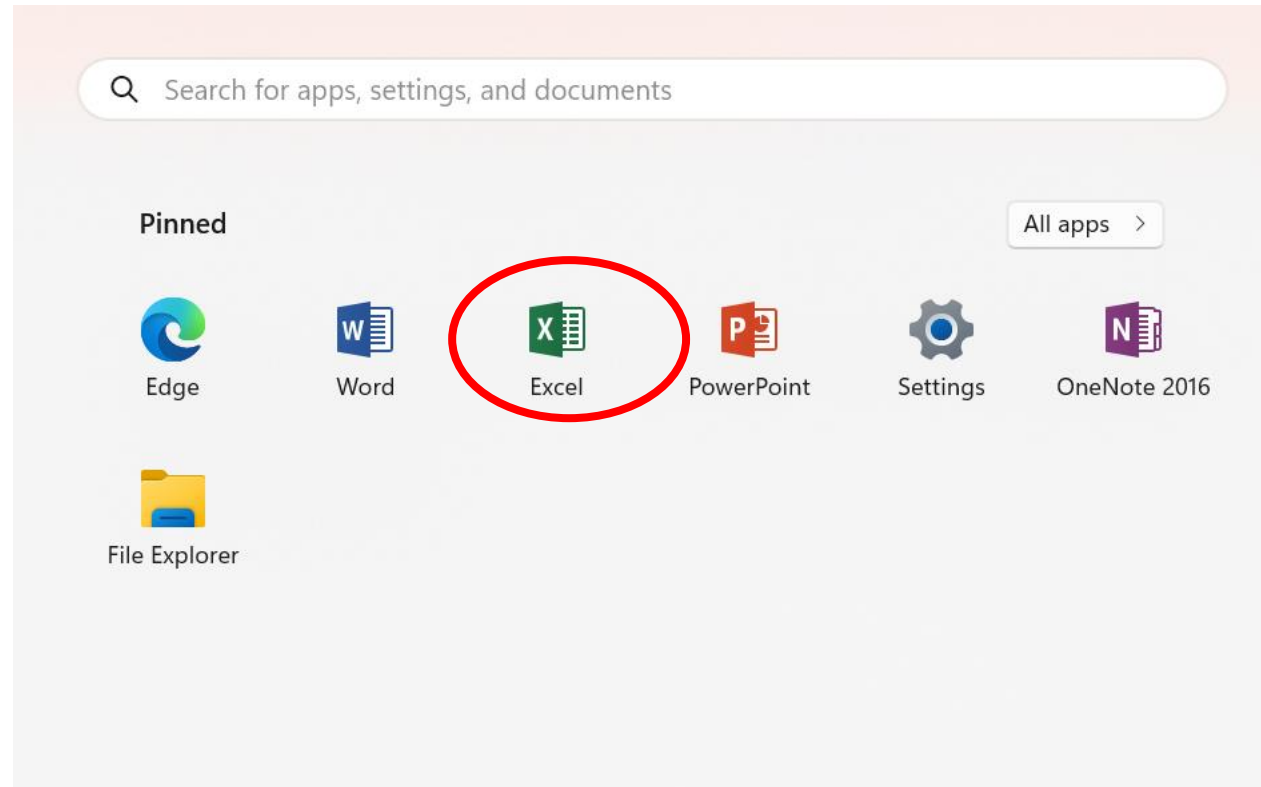 Search for apps, settings, and documents
Pinned
All apps >
W
X
P
N
Edge
Word
Excel
PowerPoint
Settings
OneNote 2016
File Explorer